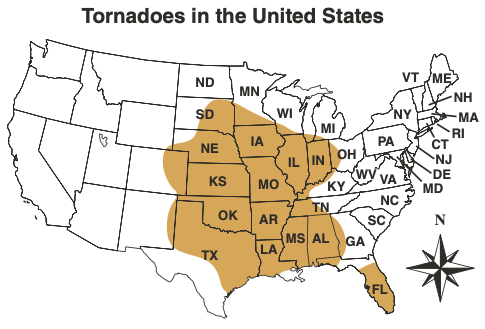 Tornadoes in the United States
ND
MN
VT
ME
NH
SD
WI
MI
NY
MA
RI
CT
IA
NE
IL
IN
OH
PA
NJ
DE
MD
KS
MO
WV
VA
KY
NC
TN
OK
AR
SC
N
MS
AL
GA
LA
TX
FL